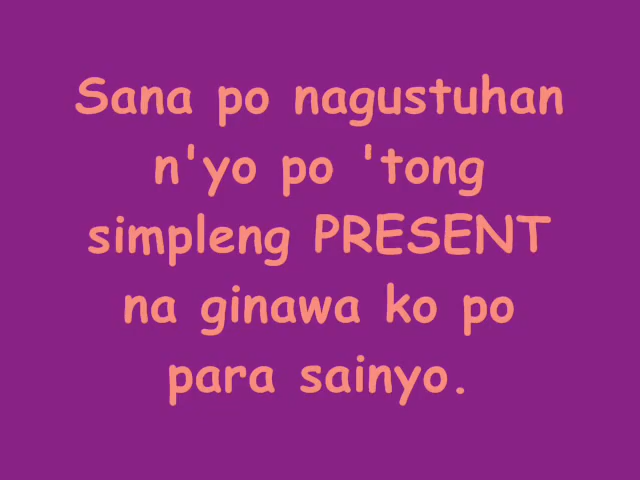 Sana po nagustuhan
n'yo po 'tong
simpleng PRESENT
na ginawa ko po
para sainyo.